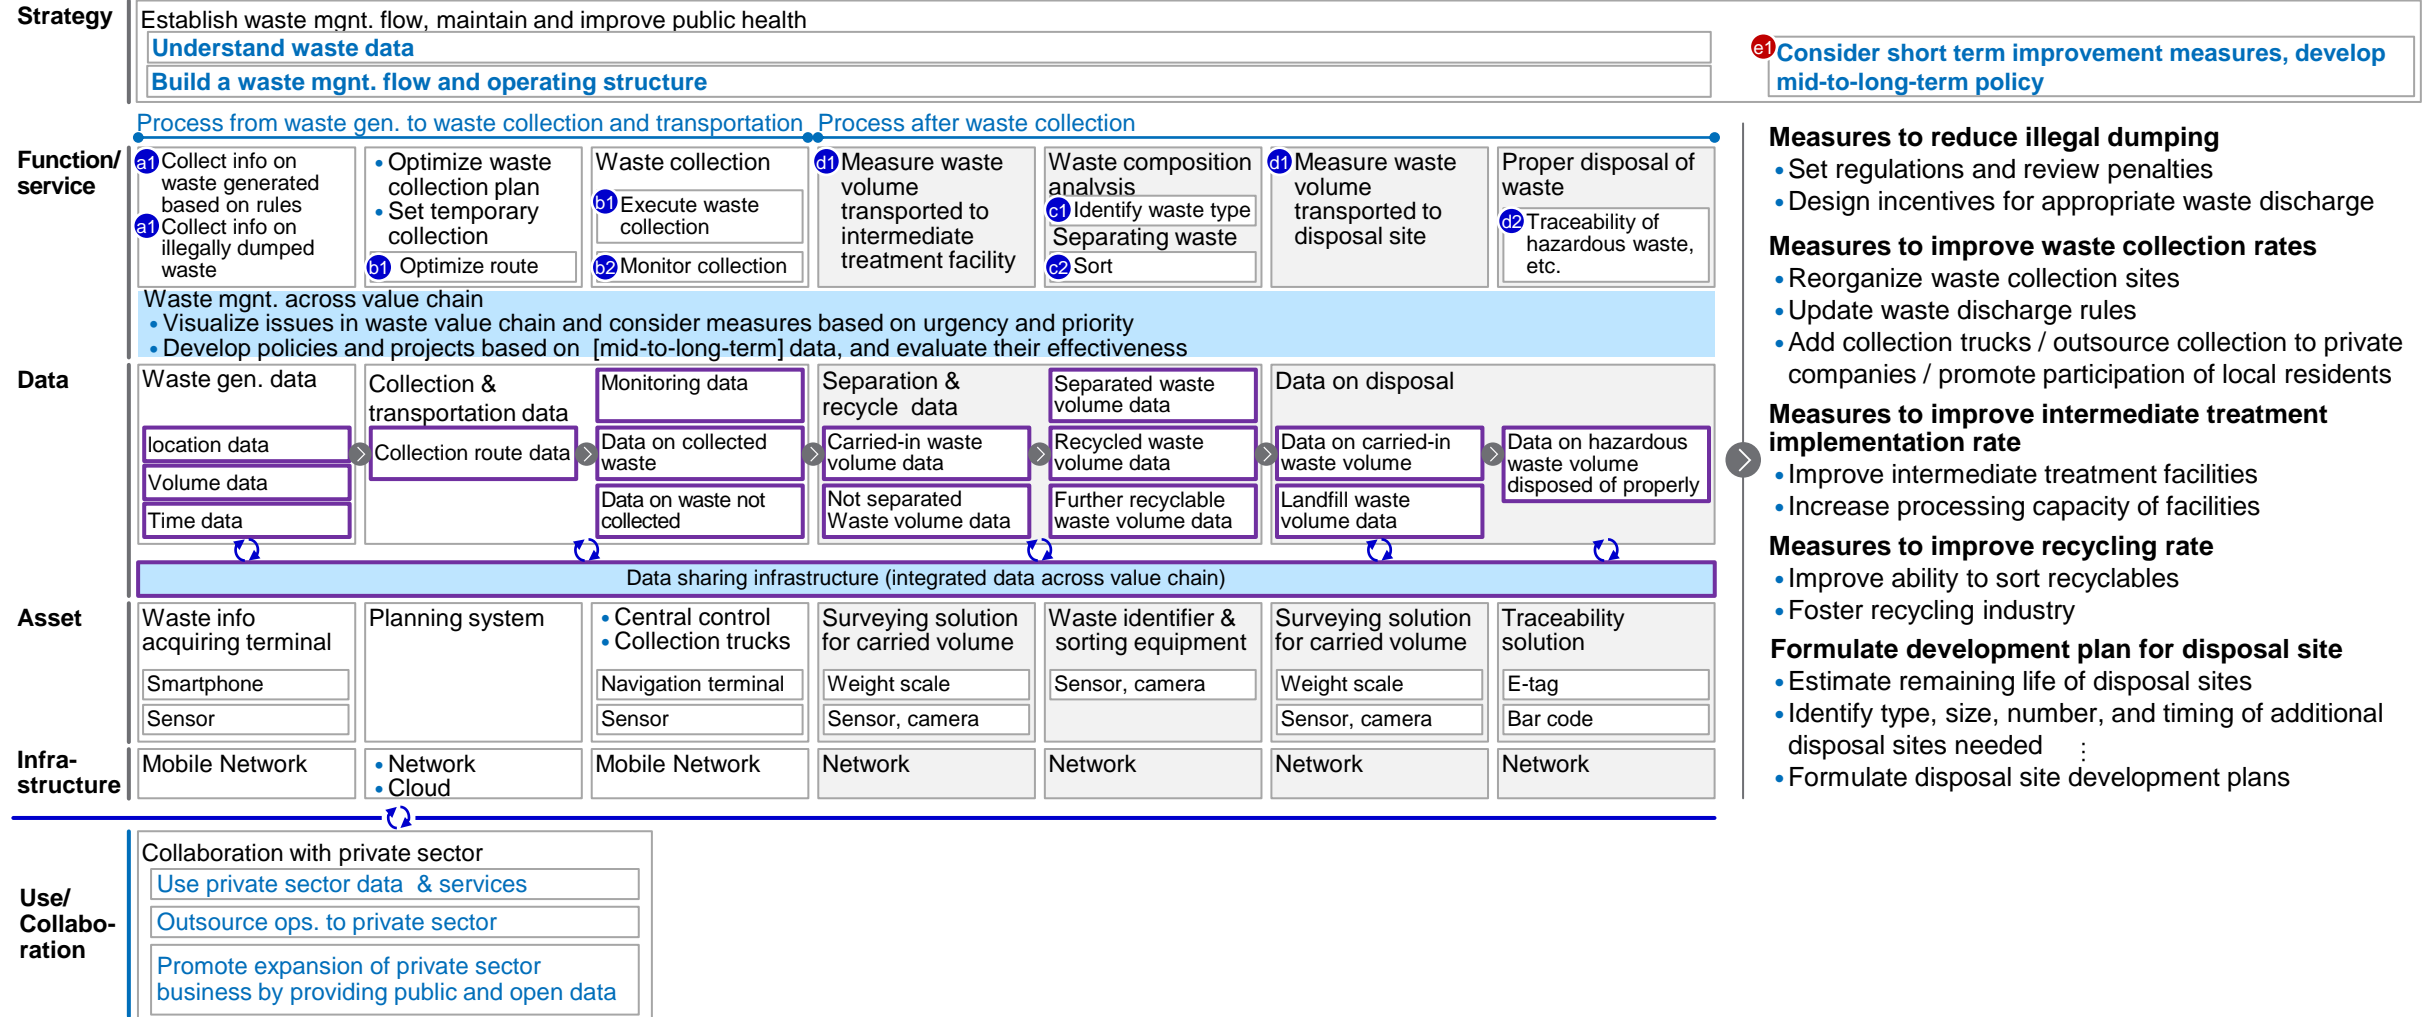 Strategy
Establish waste mgnt. flow, maintain and improve public health
Understand waste data
Build a waste mgnt. flow and operating structure
e1 Consider short term improvement measures, develop
mid-to-long-term policy
Process from waste gen. to waste collection and transportation
Process after waste collection
Function/
service
a1 Collect info on
waste generated
based on rules
a1 Collect info on
illegally dumped
waste
• Optimize waste
collection plan
• Set temporary
collection
b1 Optimize route
Waste collection
b1 Execute waste
collection
b2 Monitor collection
d1 Measure waste
volume
transported to
intermediate
treatment facility
Waste composition
analysis
c1 Identify waste type
Separating waste
c2 Sort
d1 Measure waste
volume
transported to
disposal site
Proper disposal of
waste
d2 Traceability of
hazardous waste,
etc.
Waste mgnt. across value chain
• Visualize issues in waste value chain and consider measures based on urgency and priority
• Develop policies and projects based on [mid-to-long-term] data, and evaluate their effectiveness
Data
Waste gen. data
location data
Volume data
Time data
Collection &
transportation data
Collection route data
Monitoring data
Data on collected
waste
Data on waste not
collected
Separation &
recycle data
Carried-in waste
volume data
Not separated
Waste volume data
Separated waste
volume data
Recycled waste
volume data
Further recyclable
waste volume data
Data on disposal
Data on carried-in
waste volume
Landfill waste
volume data
Data on hazardous
waste volume
disposed of properly
Data sharing infrastructure (integrated data across value chain)
Asset
Waste info
acquiring terminal
Smartphone
Sensor
Planning system
• Central control
• Collection trucks
Navigation terminal
Sensor
Surveying solution
for carried volume
Weight scale
Sensor, camera
Waste identifier &
sorting equipment
Sensor, camera
Surveying solution
for carried volume
Weight scale
Sensor, camera
Traceability
solution
E-tag
Bar code
Infra-
structure
Mobile Network
• Network
• Cloud
Mobile Network
Network
Network
Network
Network
Measures to reduce illegal dumping
• Set regulations and review penalties
• Design incentives for appropriate waste discharge
Measures to improve waste collection rates
• Reorganize waste collection sites
• Update waste discharge rules
• Add collection trucks / outsource collection to private
companies / promote participation of local residents
Measures to improve intermediate treatment
implementation rate
• Improve intermediate treatment facilities
• Increase processing capacity of facilities
Measures to improve recycling rate
• Improve ability to sort recyclables
• Foster recycling industry
Formulate development plan for disposal site
• Estimate remaining life of disposal sites
• Identify type, size, number, and timing of additional
disposal sites needed :
• Formulate disposal site development plans
Use/
Collabo-
ration
Collaboration with private sector
Use private sector data & services
Outsource ops. to private sector
Promote expansion of private sector
business by providing public and open data